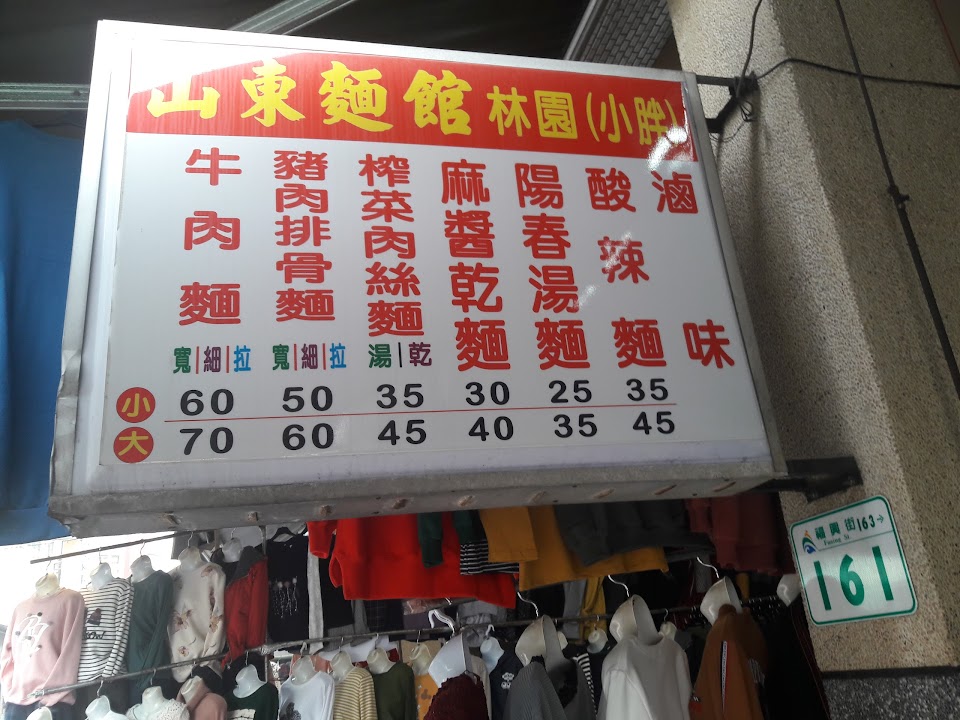 山東麵館 林園(小胖)
牛肉麵
豬肉排骨麵
榨菜肉絲麵
麻醬乾麵
陽春湯麵
酸辣麵
滷味
寬|細|拉 寬|細|拉 湯|乾
小 60 50 35 30 25 35
大 70 60 45 40 35 45
福興街163→
Fusing St.
161